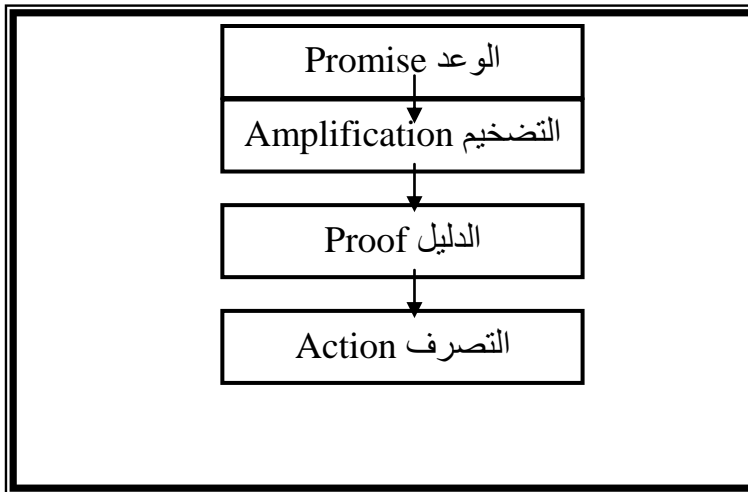 الوعد Promise
التضخيم Amplification
الدليل Proof
التصرف Action